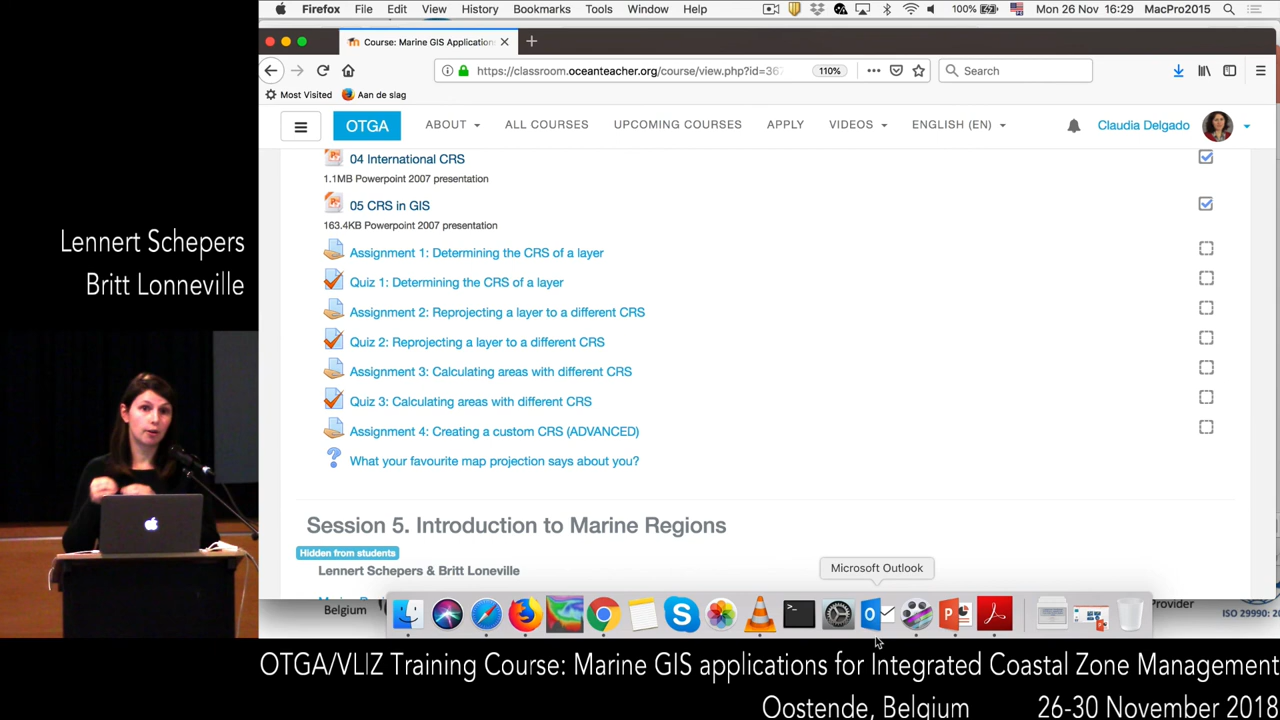 Firefox File Edit View History Bookmarks Tools Window Help 100% Mon 26 Nov 16:29 MacPro2015
Course: Marine GIS Application
https://classroom.oceanteacher.org/course/view.php?id=367 110% Search
Most Visited Aan de slag
OTGA ABOUT ALL COURSES UPCOMING COURSES APPLY VIDEOS ENGLISH (EN) Claudia Delgado
04 International CRS
1.1MB Powerpoint 2007 presentation
05 CRS in GIS
163.4KB Powerpoint 2007 presentation
Assignment 1: Determining the CRS of a layer
Quiz 1: Determining the CRS of a layer
Assignment 2: Reprojecting a layer to a different CRS
Quiz 2: Reprojecting a layer to a different CRS
Assignment 3: Calculating areas with different CRS
Quiz 3: Calculating areas with different CRS
Assignment 4: Creating a custom CRS (ADVANCED)
What your favourite map projection says about you?
Session 5. Introduction to Marine Regions
Hidden from students
Lennert Schepers & Britt Loneville
Microsoft Outlook
Belgium
Provider
ISO 29990:
Lennert Schepers
Britt Lonneville
OTGA/VLIZ Training Course: Marine GIS applications for Integrated Coastal Zone Management
Oostende, Belgium 26-30 November 2018